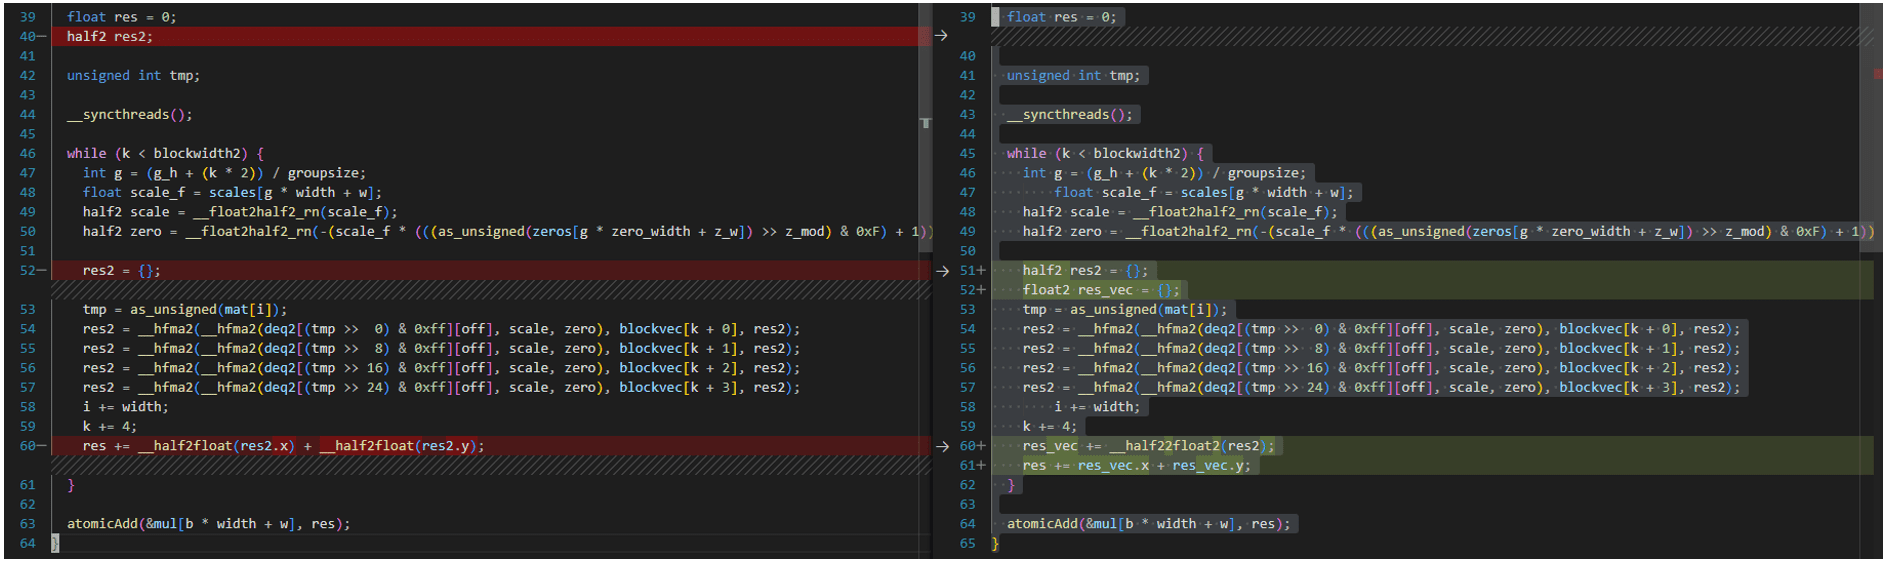 39 float res = 0;
40— half2 res2;
41
42 unsigned int tmp;
43
44 __syncthreads();
45
46 while (k < blockwidth2) {
47 int g = (g_h + (k * 2)) / groupsize;
48 float scale_f = scales[g * width + w];
49 half2 scale = __float2half2_rn(scale_f);
50 half2 zero = __float2half2_rn(-(scale_f * (((as_unsigned(zeros[g * zero_width + z_w]) >> z_mod) & 0xF) + 1))
51
52— res2 = {};
53 tmp = as_unsigned(mat[i]);
54 res2 = __hfma2(__hfma2(deq2[(tmp >>  0) & 0xff][off], scale, zero), blockvec[k + 0], res2);
55 res2 = __hfma2(__hfma2(deq2[(tmp >>  8) & 0xff][off], scale, zero), blockvec[k + 1], res2);
56 res2 = __hfma2(__hfma2(deq2[(tmp >> 16) & 0xff][off], scale, zero), blockvec[k + 2], res2);
57 res2 = __hfma2(__hfma2(deq2[(tmp >> 24) & 0xff][off], scale, zero), blockvec[k + 3], res2);
58 i += width;
59 k += 4;
60— res += __half2float(res2.x) + __half2float(res2.y);
61 }
62
63 atomicAdd(&mul[b * width + w], res);
64 }
39 float res = 0;
40
41 unsigned int tmp;
42
43 __syncthreads();
44
45 while (k < blockwidth2) {
46 int g = (g_h + (k * 2)) / groupsize;
47 float scale_f = scales[g * width + w];
48 half2 scale = __float2half2_rn(scale_f);
49 half2 zero = __float2half2_rn(-(scale_f * (((as_unsigned(zeros[g * zero_width + z_w]) >> z_mod) & 0xF) + 1))
50
51+ half2 res2 = {};
52+ float2 res_vec = {};
53 tmp = as_unsigned(mat[i]);
54 res2 = __hfma2(__hfma2(deq2[(tmp >>  0) & 0xff][off], scale, zero), blockvec[k + 0], res2);
55 res2 = __hfma2(__hfma2(deq2[(tmp >>  8) & 0xff][off], scale, zero), blockvec[k + 1], res2);
56 res2 = __hfma2(__hfma2(deq2[(tmp >> 16) & 0xff][off], scale, zero), blockvec[k + 2], res2);
57 res2 = __hfma2(__hfma2(deq2[(tmp >> 24) & 0xff][off], scale, zero), blockvec[k + 3], res2);
58 i += width;
59 k += 4;
60+ res_vec += __half22float2(res2);
61+ res += res_vec.x + res_vec.y;
62 }
63
64 atomicAdd(&mul[b * width + w], res);
65 }